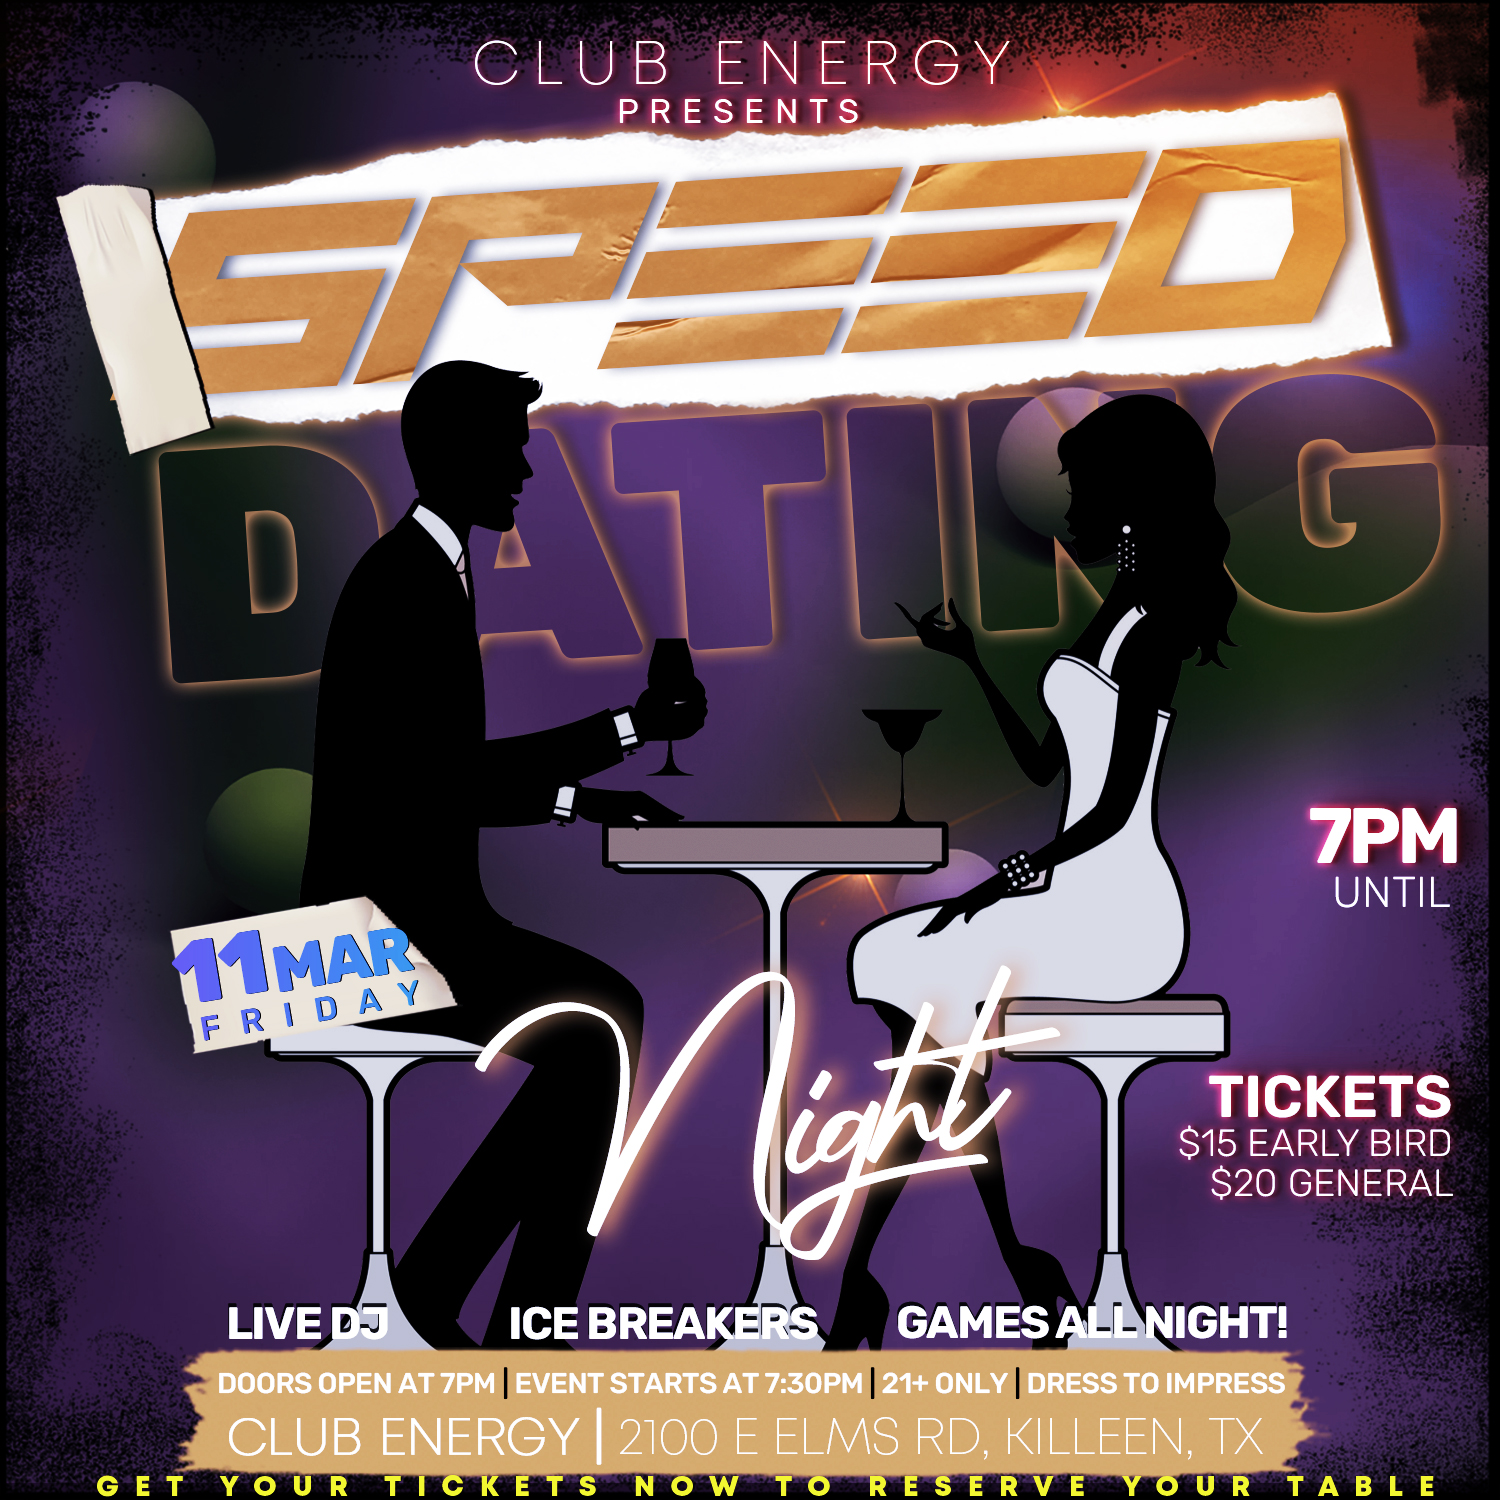 CLUB ENERGY
PRESENTS
SPEED
DATING
7PM
UNTIL
11 MAR
FRIDAY
Night
TICKETS
$15 EARLY BIRD
$20 GENERAL
LIVE DJ ICE BREAKERS GAMES ALL NIGHT!
DOORS OPEN AT 7PM | EVENT STARTS AT 7:30PM | 21+ ONLY | DRESS TO IMPRESS
CLUB ENERGY | 2100 E ELMS RD, KILLEEN, TX
GET YOUR TICKETS NOW TO RESERVE YOUR TABLE